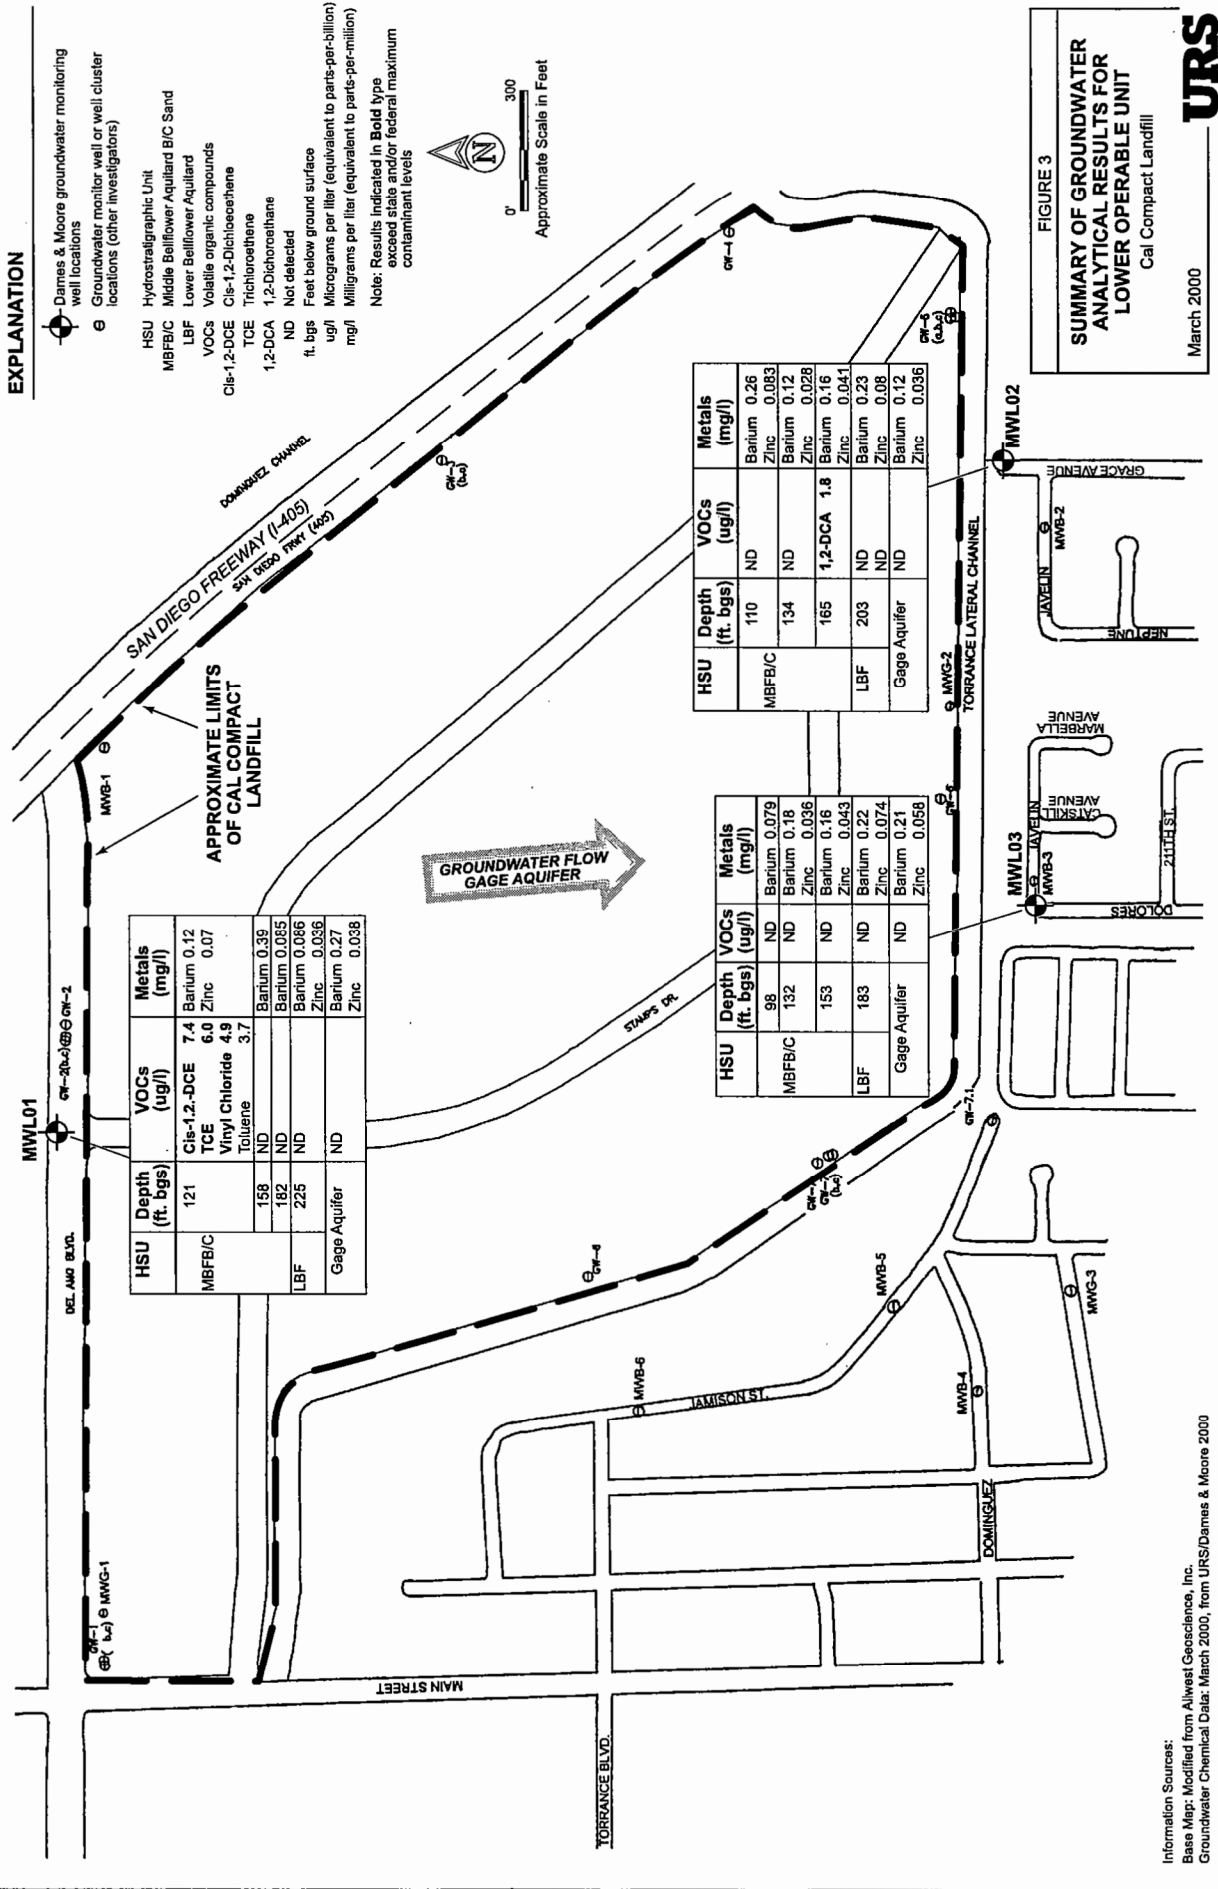 EXPLANATION
Dames & Moore groundwater monitoring
well locations
Groundwater monitor well or well cluster
locations (other investigators)
HSU Hydrostratigraphic Unit
MBFB/C Middle Bellflower Aquitard B/C Sand
LBF Lower Bellflower Aquitard
VOCs Volatile organic compounds
Cis-1,2-DCE Cis-1,2-Dichloroethene
TCE Trichloroethene
1,2-DCA 1,2-Dichoroethane
ND Not detected
ft. bgs Feet below ground surface
ug/l Micrograms per liter (equivalent to parts-per-billion)
mg/l Milligrams per liter (equivalent to parts-per-million)
Note: Results indicated in Bold type
exceed state and/or federal maximum
contaminant levels
N
0' 300
Approximate Scale in Feet
MWL01
GW-2(b,c) GW-2
DEL AMO BLVD.
MWB-1
GW-1
(b,c) MWG-1
HSU Depth (ft. bgs) VOCs (ug/l) Metals (mg/l)
MBFB/C 121 Cis-1,2.-DCE 7.4 Barium 0.12
TCE 6.0 Zinc 0.07
Vinyl Chloride 4.9
Toluene 3.7
158 ND Barium 0.39
182 ND Barium 0.085
LBF 225 ND Barium 0.086
Zinc 0.036
Gage Aquifer ND Barium 0.27
Zinc 0.038
APPROXIMATE LIMITS
OF CAL COMPACT
LANDFILL
SAN DIEGO FREEWAY (I-405)
SAN DIEGO FRWY (405)
DOMINGUEZ CHANNEL
GW-3
(b,c)
GW-4
GW-5
(a,b,c)
GROUNDWATER FLOW
GAGE AQUIFER
STAMPS DR.
HSU Depth (ft. bgs) VOCs (ug/l) Metals (mg/l)
MBFB/C 98 ND Barium 0.079
132 ND Barium 0.18
Zinc 0.036
153 ND Barium 0.16
Zinc 0.043
LBF 183 ND Barium 0.22
Zinc 0.074
Gage Aquifer ND Barium 0.21
Zinc 0.058
HSU Depth (ft. bgs) VOCs (ug/l) Metals (mg/l)
MBFB/C 110 ND Barium 0.26
Zinc 0.083
134 ND Barium 0.12
Zinc 0.028
165 1,2-DCA 1.8 Barium 0.16
Zinc 0.041
LBF 203 ND Barium 0.23
ND Zinc 0.08
Gage Aquifer ND Barium 0.12
Zinc 0.036
GW-8
GW-7
(b,c)
GW-7.1
GW-6
MWG-2
TORRANCE LATERAL CHANNEL
MWL03
MWL02
MWB-3
MWB-2
JAVELIN
JAVELIN
GRACE AVENUE
NEPTUNE
MARBELLA
AVENUE
CATSKILL
AVENUE
211TH ST.
DOLORES
MWB-6
JAMISON ST.
MWB-5
MWB-4
MWG-3
DOMINGUEZ
MAIN STREET
TORRANCE BLVD.
Information Sources:
Base Map: Modified from Allwest Geoscience, Inc.
Groundwater Chemical Data: March 2000, from URS/Dames & Moore 2000
FIGURE 3
SUMMARY OF GROUNDWATER
ANALYTICAL RESULTS FOR
LOWER OPERABLE UNIT
Cal Compact Landfill
March 2000
URS